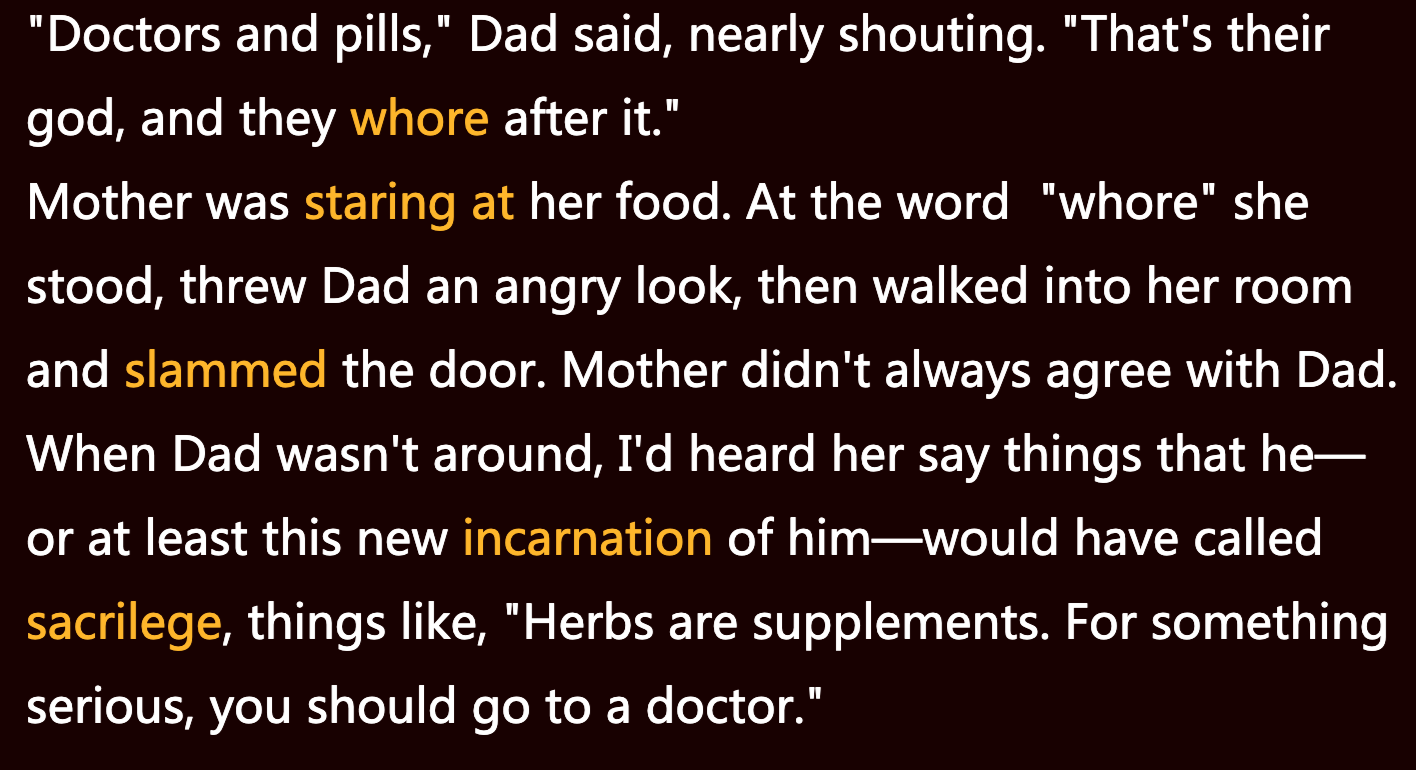 "Doctors and pills," Dad said, nearly shouting. "That's their
god, and they whore after it."
Mother was staring at her food. At the word  "whore" she
stood, threw Dad an angry look, then walked into her room
and slammed the door. Mother didn't always agree with Dad.
When Dad wasn't around, I'd heard her say things that he—
or at least this new incarnation of him—would have called
sacrilege, things like, "Herbs are supplements. For something
serious, you should go to a doctor."